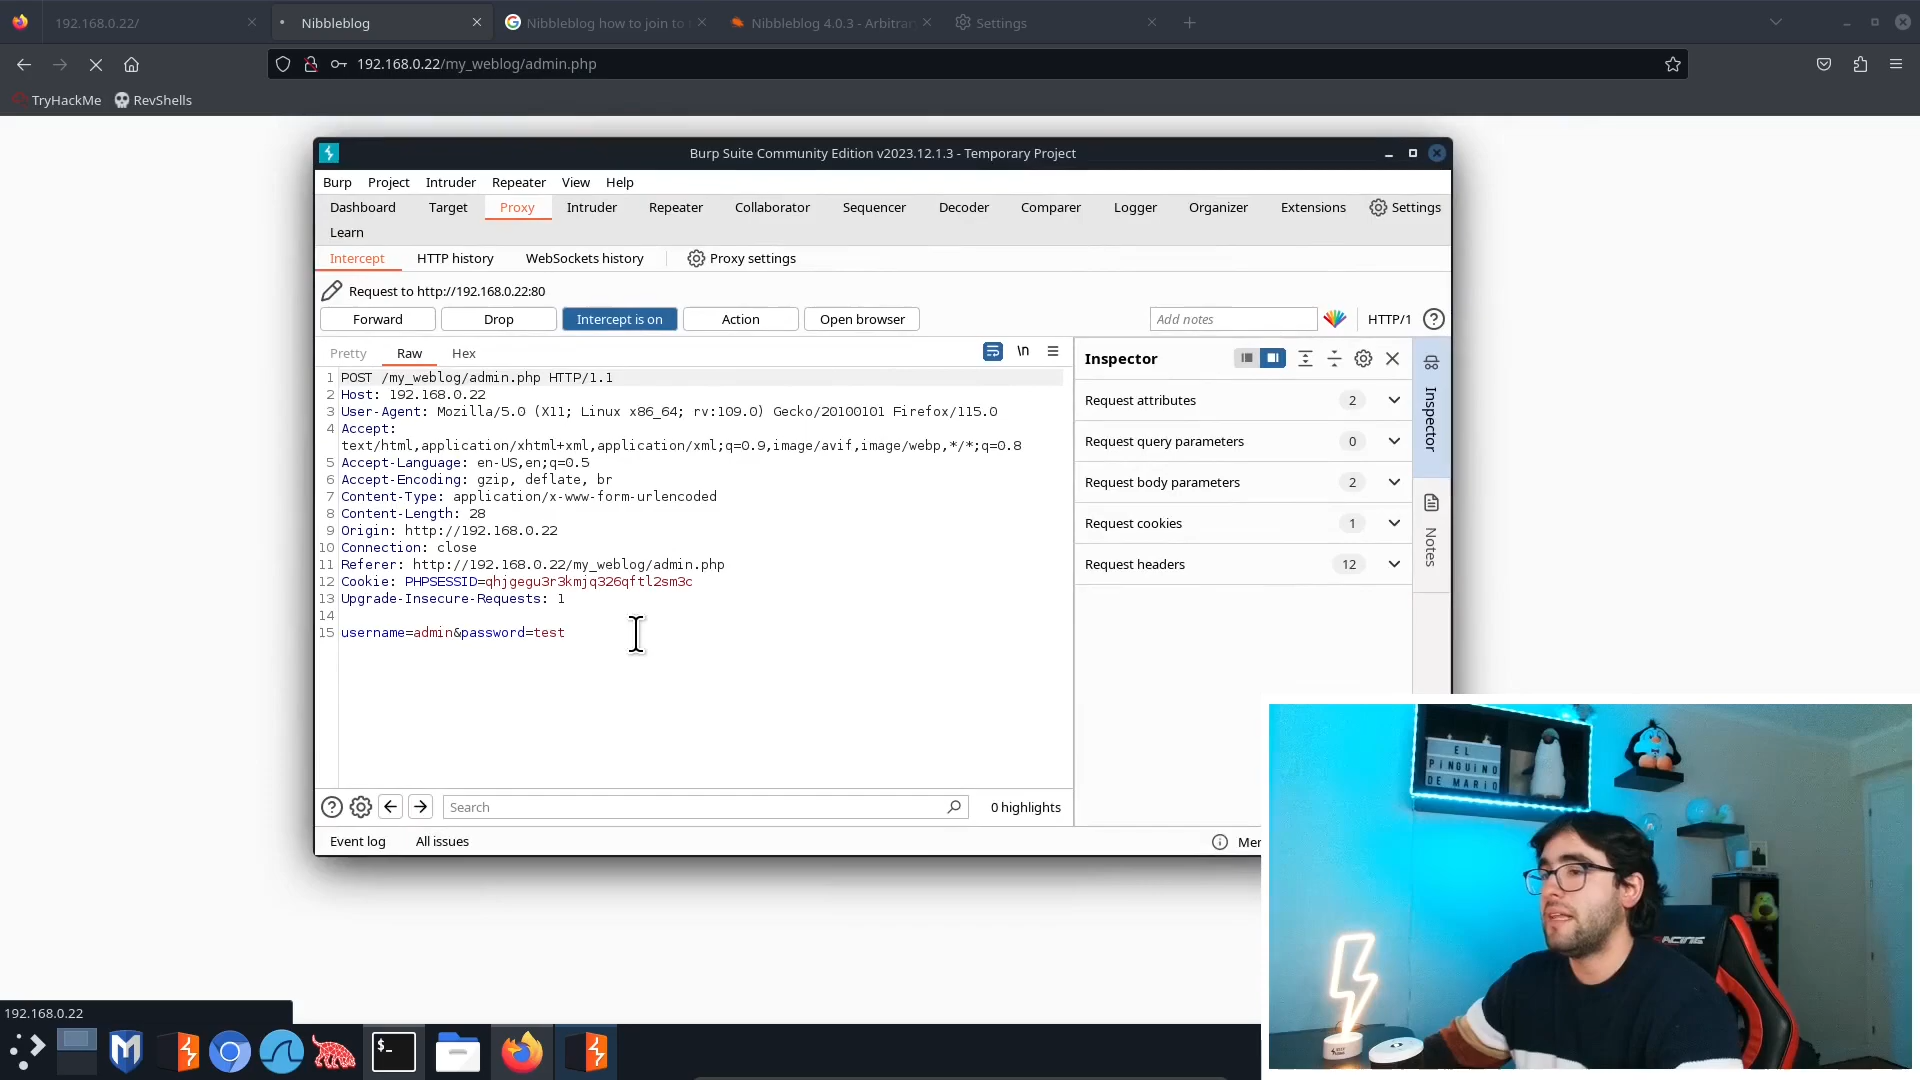 192.168.0.22/
Nibbleblog
Nibbleblog how to join to
Nibbleblog 4.0.3 - Arbitrar
Settings
192.168.0.22/my_weblog/admin.php
TryHackMe
RevShells
Burp Suite Community Edition v2023.12.1.3 - Temporary Project
Burp Project Intruder Repeater View Help
Dashboard Target Proxy Intruder Repeater Collaborator Sequencer Decoder Comparer Logger Organizer Extensions Settings
Learn
Intercept HTTP history WebSockets history Proxy settings
Request to http://192.168.0.22:80
Forward Drop Intercept is on Action Open browser Add notes HTTP/1 ?
Pretty Raw Hex \n
1 POST /my_weblog/admin.php HTTP/1.1
2 Host: 192.168.0.22
3 User-Agent: Mozilla/5.0 (X11; Linux x86_64; rv:109.0) Gecko/20100101 Firefox/115.0
4 Accept:
text/html,application/xhtml+xml,application/xml;q=0.9,image/avif,image/webp,*/*;q=0.8
5 Accept-Language: en-US,en;q=0.5
6 Accept-Encoding: gzip, deflate, br
7 Content-Type: application/x-www-form-urlencoded
8 Content-Length: 28
9 Origin: http://192.168.0.22
10 Connection: close
11 Referer: http://192.168.0.22/my_weblog/admin.php
12 Cookie: PHPSESSID=qhjgegu3r3kmjq326qftl2sm3c
13 Upgrade-Insecure-Requests: 1
14
15 username=admin&password=test
Inspector
Request attributes 2
Request query parameters 0
Request body parameters 2
Request cookies 1
Request headers 12
Inspector
Notes
? Search 0 highlights
Event log All issues Mer
EL
PINGUINO
DE MARIO
RACING
192.168.0.22
$_